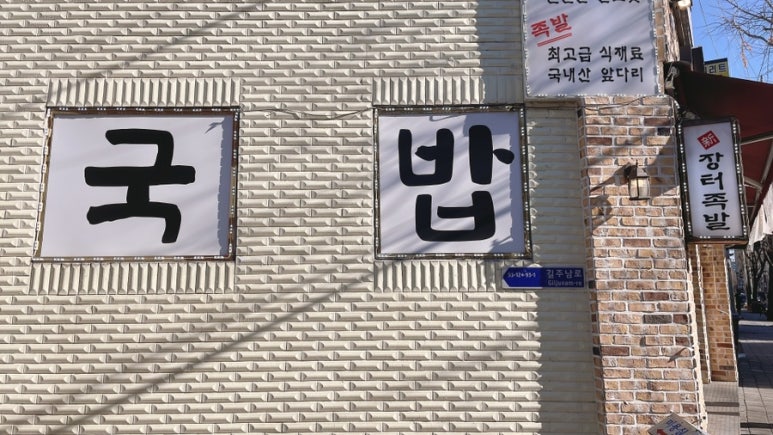 국밥
족발
최고급 식재료
국내산 앞다리
新
장터족발
길주남로
Giljunam-ro